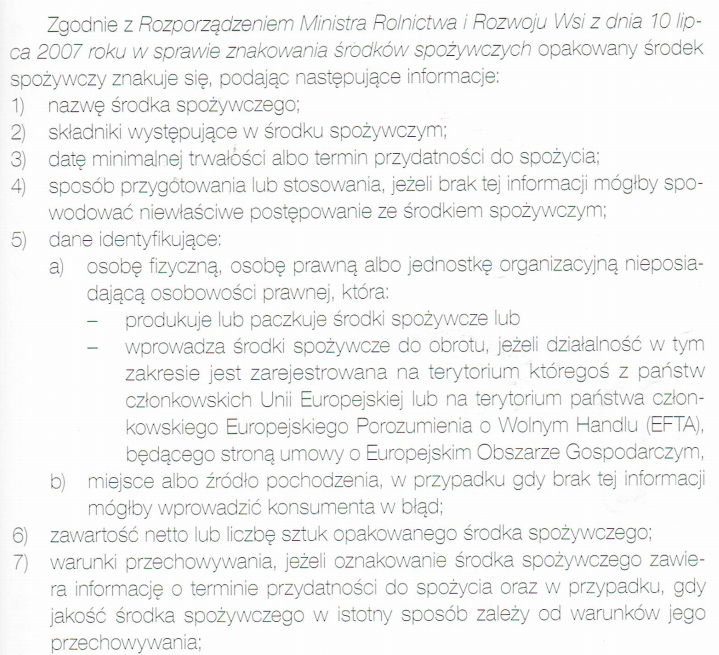 Zgodnie z Rozporządzeniem Ministra Rolnictwa i Rozwoju Wsi z dnia 10 lip-
ca 2007 roku w sprawie znakowania środków spożywczych opakowany środek
spożywczy znakuje się, podając następujące informacje:
1) nazwę środka spożywczego;
2) składniki występujące w środku spożywczym;
3) datę minimalnej trwałości albo termin przydatności do spożycia;
4) sposób przygotowania lub stosowania, jeżeli brak tej informacji mógłby spo-
wodować niewłaściwe postępowanie ze środkiem spożywczym;
5) dane identyfikujące:
a) osobę fizyczną, osobę prawną albo jednostkę organizacyjną nieposia-
dającą osobowości prawnej, która:
– produkuje lub paczkuje środki spożywcze lub
– wprowadza środki spożywcze do obrotu, jeżeli działalność w tym
zakresie jest zarejestrowana na terytorium któregoś z państw
członkowskich Unii Europejskiej lub na terytorium państwa człon-
kowskiego Europejskiego Porozumienia o Wolnym Handlu (EFTA),
będącego stroną umowy o Europejskim Obszarze Gospodarczym,
b) miejsce albo źródło pochodzenia, w przypadku gdy brak tej informacji
mógłby wprowadzić konsumenta w błąd;
6) zawartość netto lub liczbę sztuk opakowanego środka spożywczego;
7) warunki przechowywania, jeżeli oznakowanie środka spożywczego zawie-
ra informację o terminie przydatności do spożycia oraz w przypadku, gdy
jakość środka spożywczego w istotny sposób zależy od warunków jego
przechowywania;